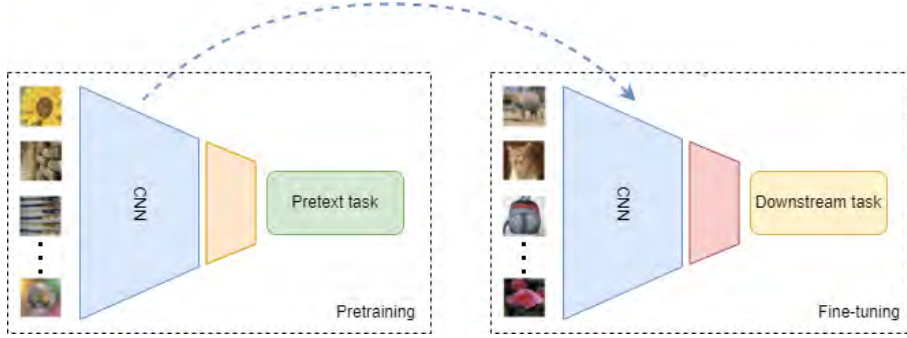 CNN
Pretext task
Pretraining
CNN
Downstream task
Fine-tuning